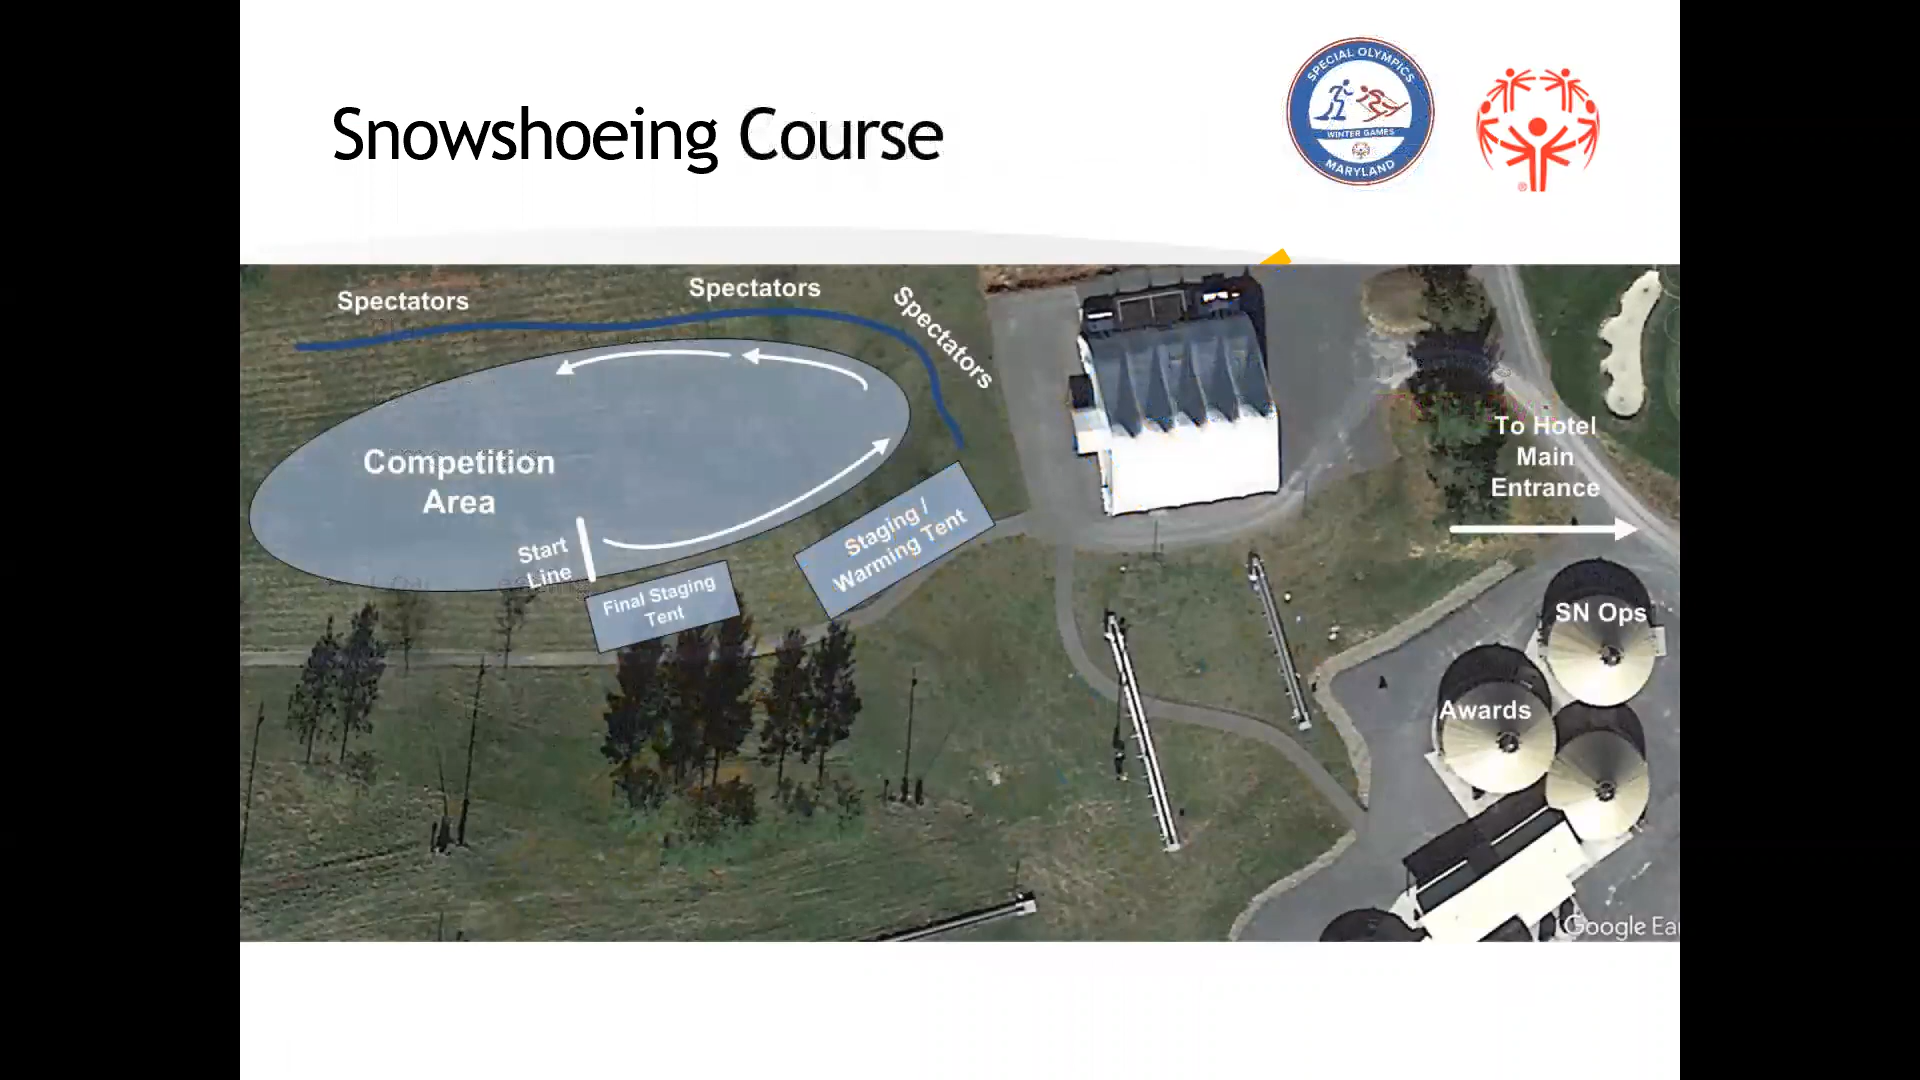 Snowshoeing Course
SPECIAL OLYMPICS
WINTER GAMES
MARYLAND
®
Spectators
Spectators
Spectators
Competition
Area
Start
Line
Final Staging
Tent
Staging /
Warming Tent
To Hotel
Main
Entrance
SN Ops
Awards
Google Ea